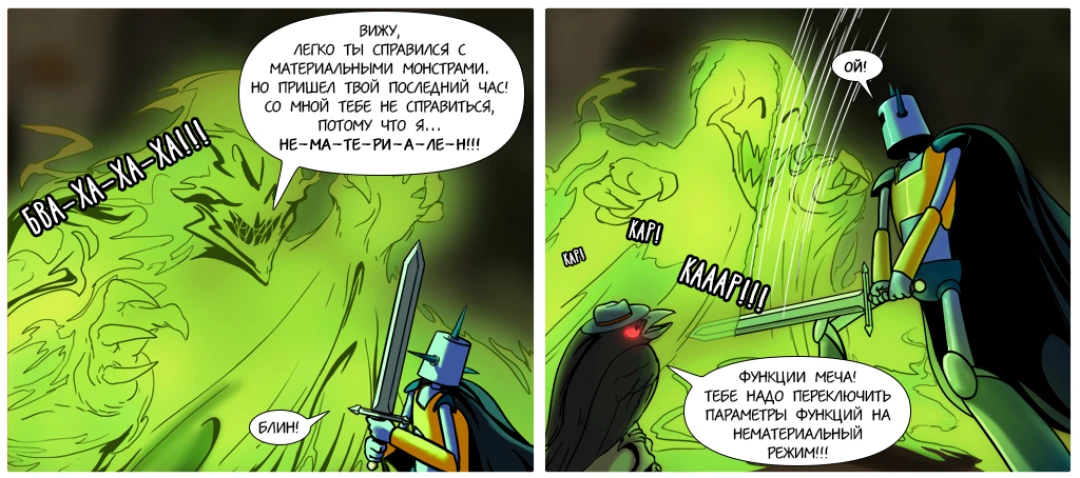 ВИЖУ,
ЛЕГКО ТЫ СПРАВИЛСЯ С
МАТЕРИАЛЬНЫМИ МОНСТРАМИ.
НО ПРИШЕЛ ТВОЙ ПОСЛЕДНИЙ ЧАС!
СО МНОЙ ТЕБЕ НЕ СПРАВИТЬСЯ,
ПОТОМУ ЧТО Я...
НЕ-МА-ТЕ-РИ-А-ЛЕ-Н!!!
БВА-ХА-ХА-ХА!!!
БЛИН!
ОЙ!
КАР!
КАР!
КАААР!!!
ФУНКЦИИ МЕЧА!
ТЕБЕ НАДО ПЕРЕКЛЮЧИТЬ
ПАРАМЕТРЫ ФУНКЦИЙ НА
НЕМАТЕРИАЛЬНЫЙ
РЕЖИМ!!!